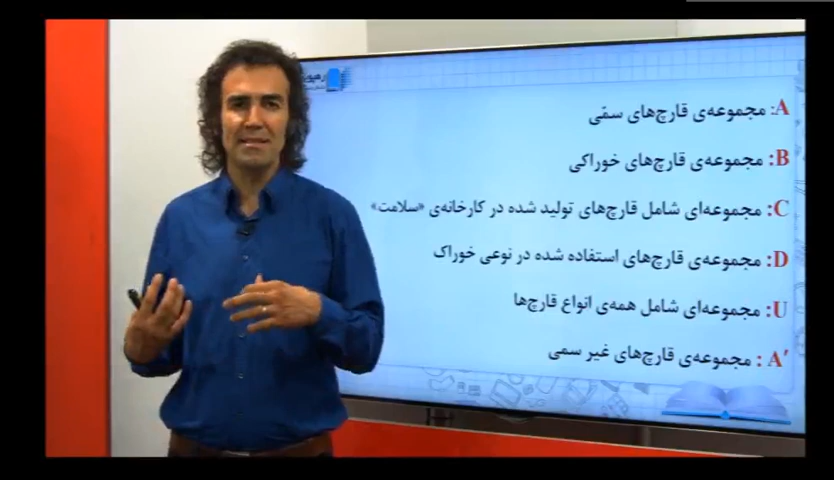 رهپویان
A: مجموعه‌ی قارچ‌های سمّی
B: مجموعه‌ی قارچ‌های خوراکی
C: مجموعه‌ای شامل قارچ‌های تولید شده در کارخانه‌ی «سلامت»
D: مجموعه‌ی قارچ‌های استفاده شده در نوعی خوراک
U: مجموعه‌ای شامل همه‌ی انواع قارچ‌ها
A′ : مجموعه‌ی قارچ‌های غیر سمی